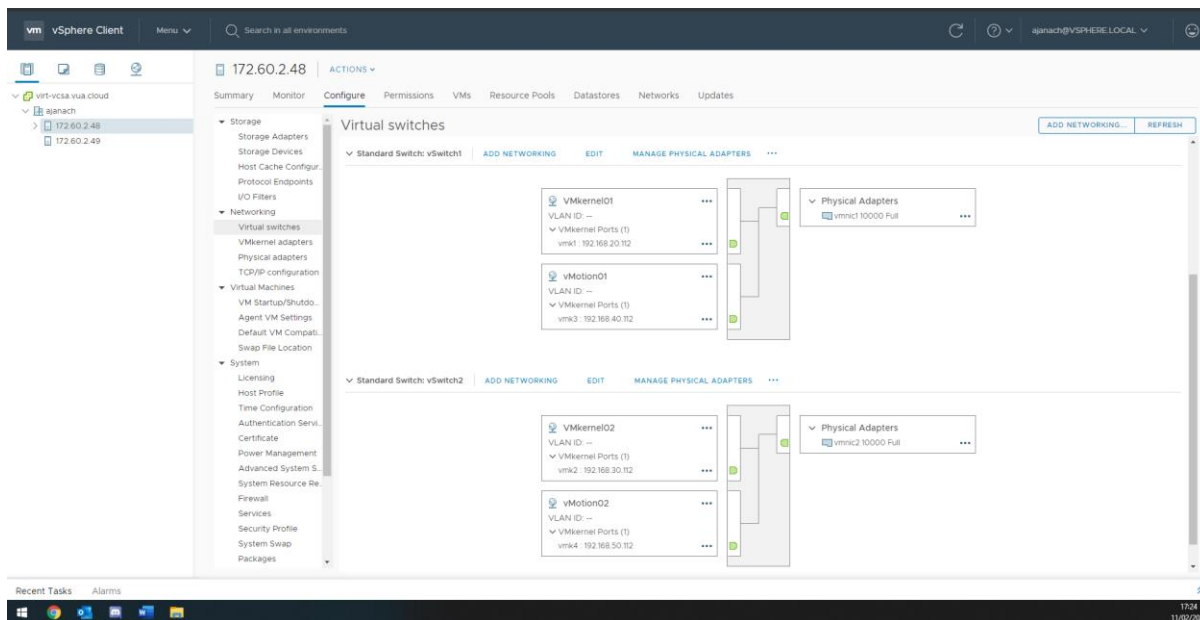 vm vSphere Client Menu Search in all environments ajanach@VSPHERE.LOCAL
172.60.2.48 ACTIONS
Summary Monitor Configure Permissions VMs Resource Pools Datastores Networks Updates
virt-vcsa.vua.cloud
ajanach
172.60.2.48
172.60.2.49
Storage
Storage Adapters
Storage Devices
Host Cache Configur..
Protocol Endpoints
I/O Filters
Networking
Virtual switches
VMkernel adapters
Physical adapters
TCP/IP configuration
Virtual Machines
VM Startup/Shutdo...
Agent VM Settings
Default VM Compati..
Swap File Location
System
Licensing
Host Profile
Time Configuration
Authentication Servi..
Certificate
Power Management
Advanced System S..
System Resource Re..
Firewall
Services
Security Profile
System Swap
Packages
Virtual switches
ADD NETWORKING... REFRESH
Standard Switch: vSwitch1 ADD NETWORKING EDIT MANAGE PHYSICAL ADAPTERS ...
VMkernel01 ...
VLAN ID: --
VMkernel Ports (1)
vmk1 : 192.168.20.112 ...
Physical Adapters
vmnic1 10000 Full ...
vMotion01 ...
VLAN ID: --
VMkernel Ports (1)
vmk3 : 192.168.40.112 ...
Standard Switch: vSwitch2 ADD NETWORKING EDIT MANAGE PHYSICAL ADAPTERS ...
VMkernel02 ...
VLAN ID: --
VMkernel Ports (1)
vmk2 : 192.168.30.112 ...
Physical Adapters
vmnic2 10000 Full ...
vMotion02 ...
VLAN ID: --
VMkernel Ports (1)
vmk4 : 192.168.50.112 ...
Recent Tasks Alarms
17:24